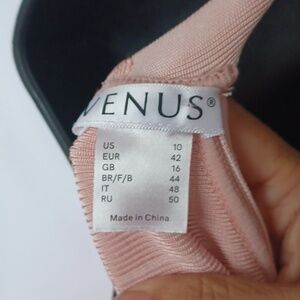 VENUS®
US 10
EUR 42
GB 16
BR/F/B 44
IT 48
RU 50
Made in China